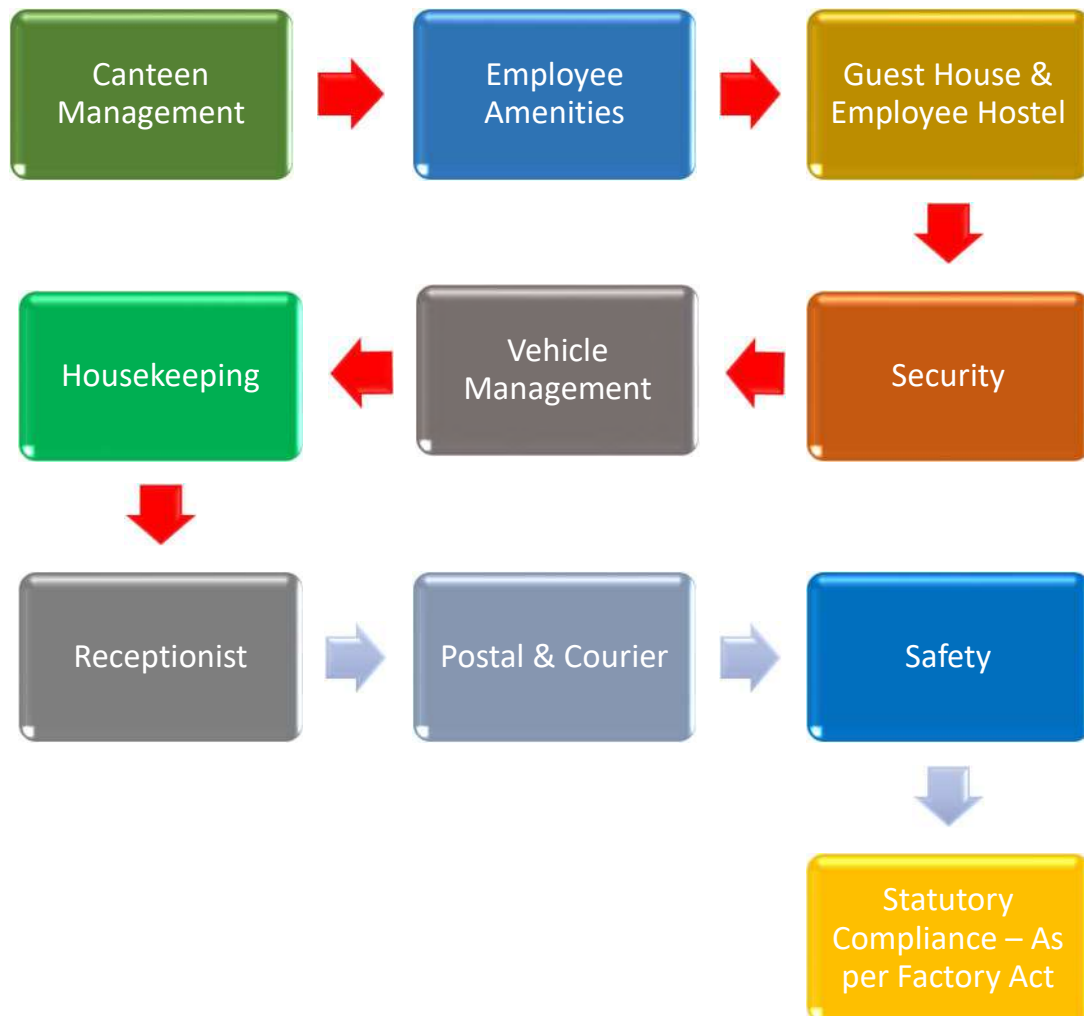 Canteen
Management
Employee
Amenities
Guest House &
Employee Hostel
Security
Vehicle
Management
Housekeeping
Receptionist
Postal & Courier
Safety
Statutory
Compliance – As
per Factory Act